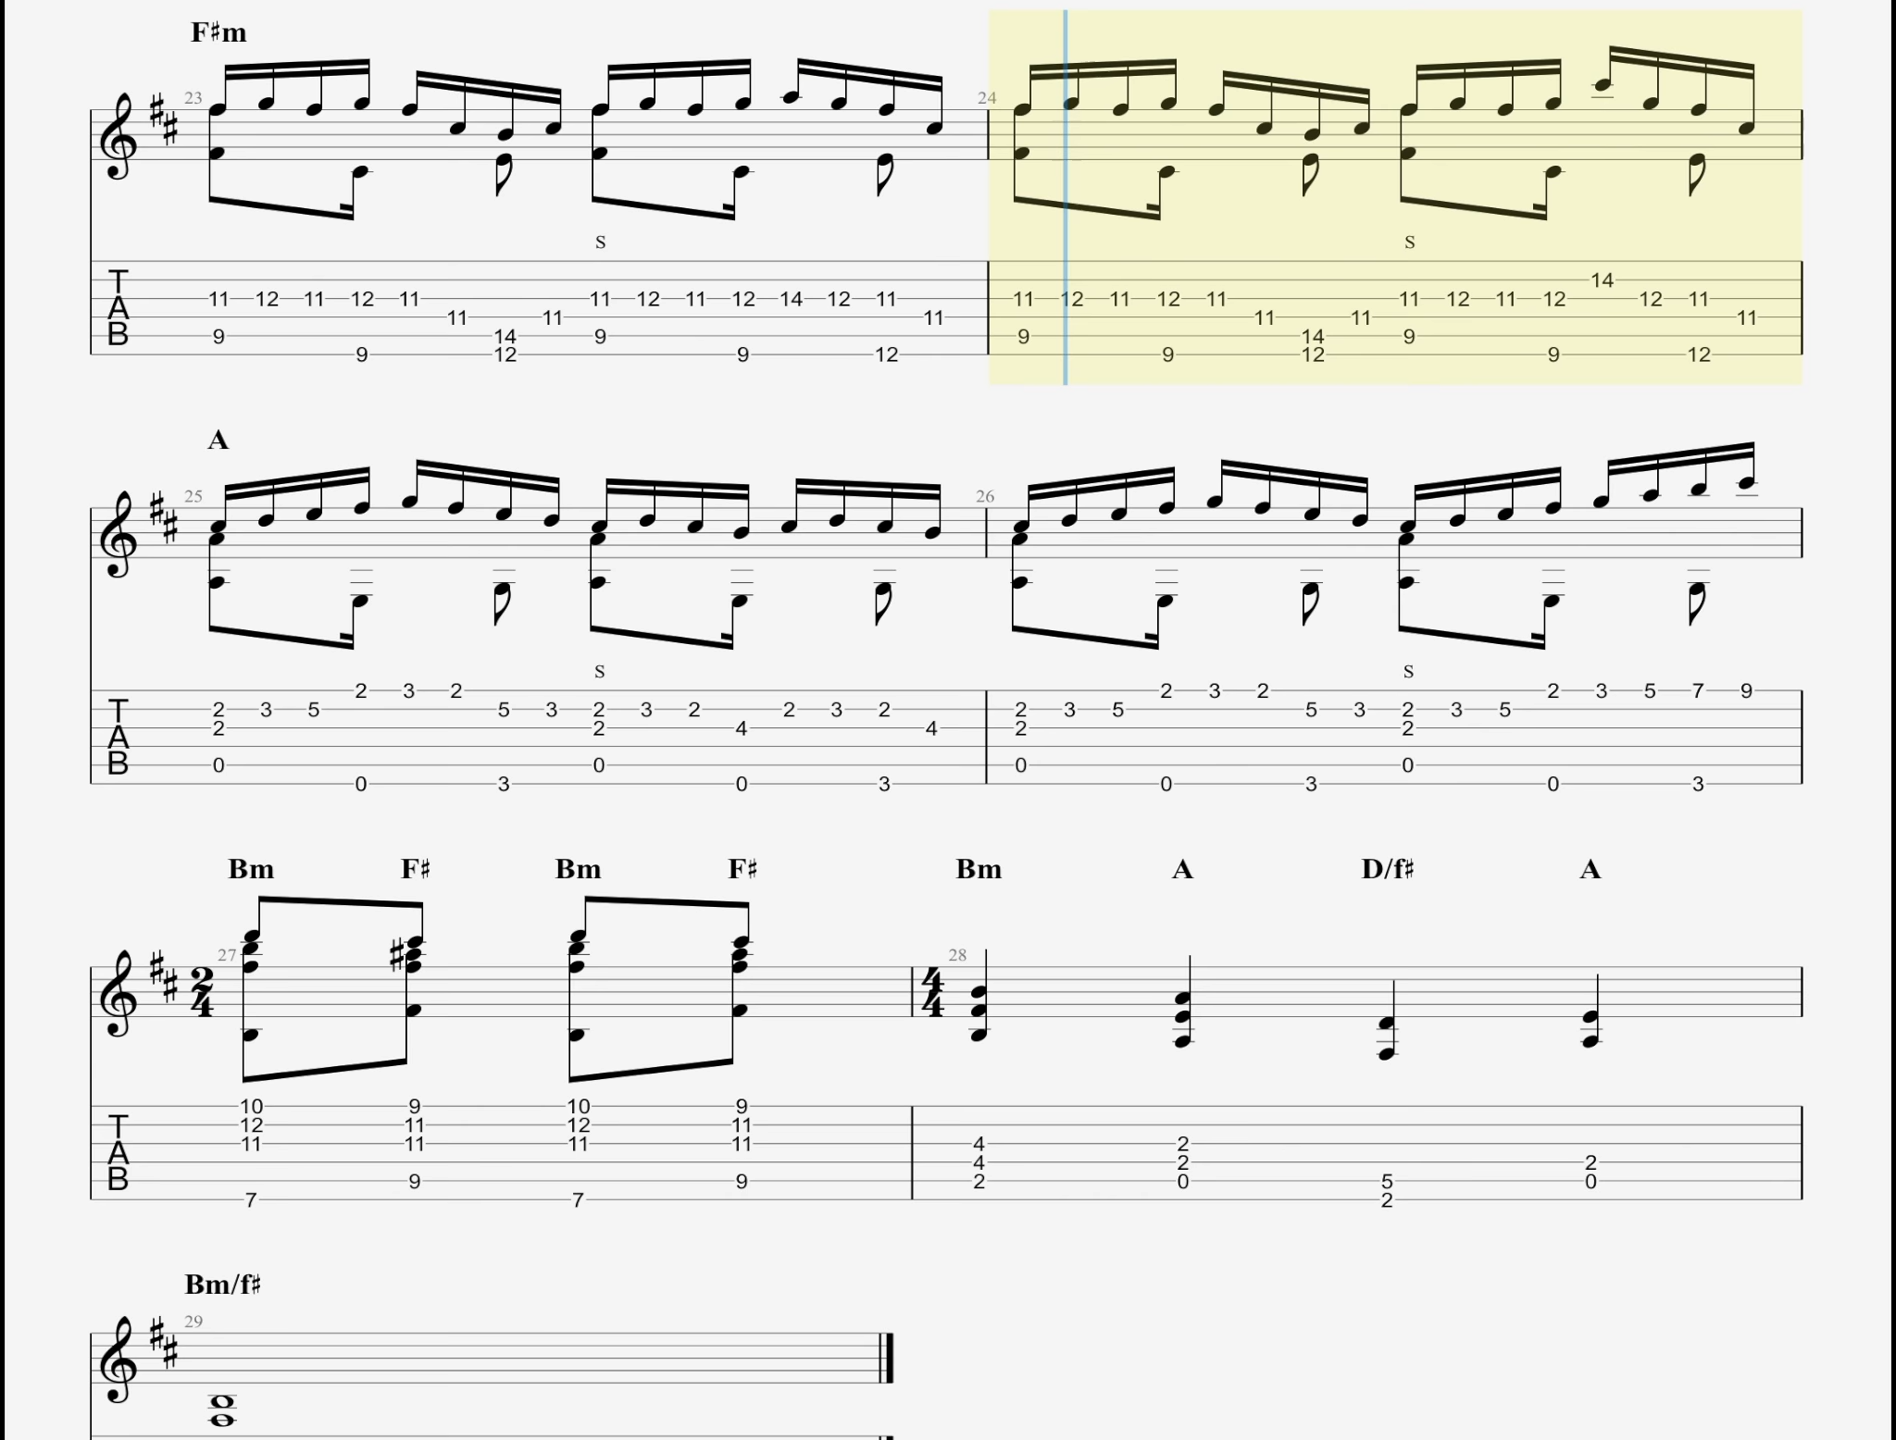 F♯m
23 24
S S
T 14
11 12 11 12 11 11 12 11 12 14 12 11 11 12 11 12 11 11 12 11 12 12 11
A 11 11 11 11 11 11
B 9 14 9 9 14 9
9 12 9 12 9 12 9 12
A
25 26
S S
2 3 2 2 3 2 2 3 5 7 9
T 2 3 5 5 3 2 3 2 2 3 2 2 3 5 5 3 2 3 5
2 2 4 4 2 2
A
B 0 0 0 0
0 3 0 3 0 3 0 3
Bm F♯ Bm F♯ Bm A D/f♯ A
27 28
2 4
4 4
10 9 10 9
T 12 11 12 11
11 11 11 11 4 2
A 4 2 2
B 9 9 2 0 5 0
7 7 2
Bm/f♯
29